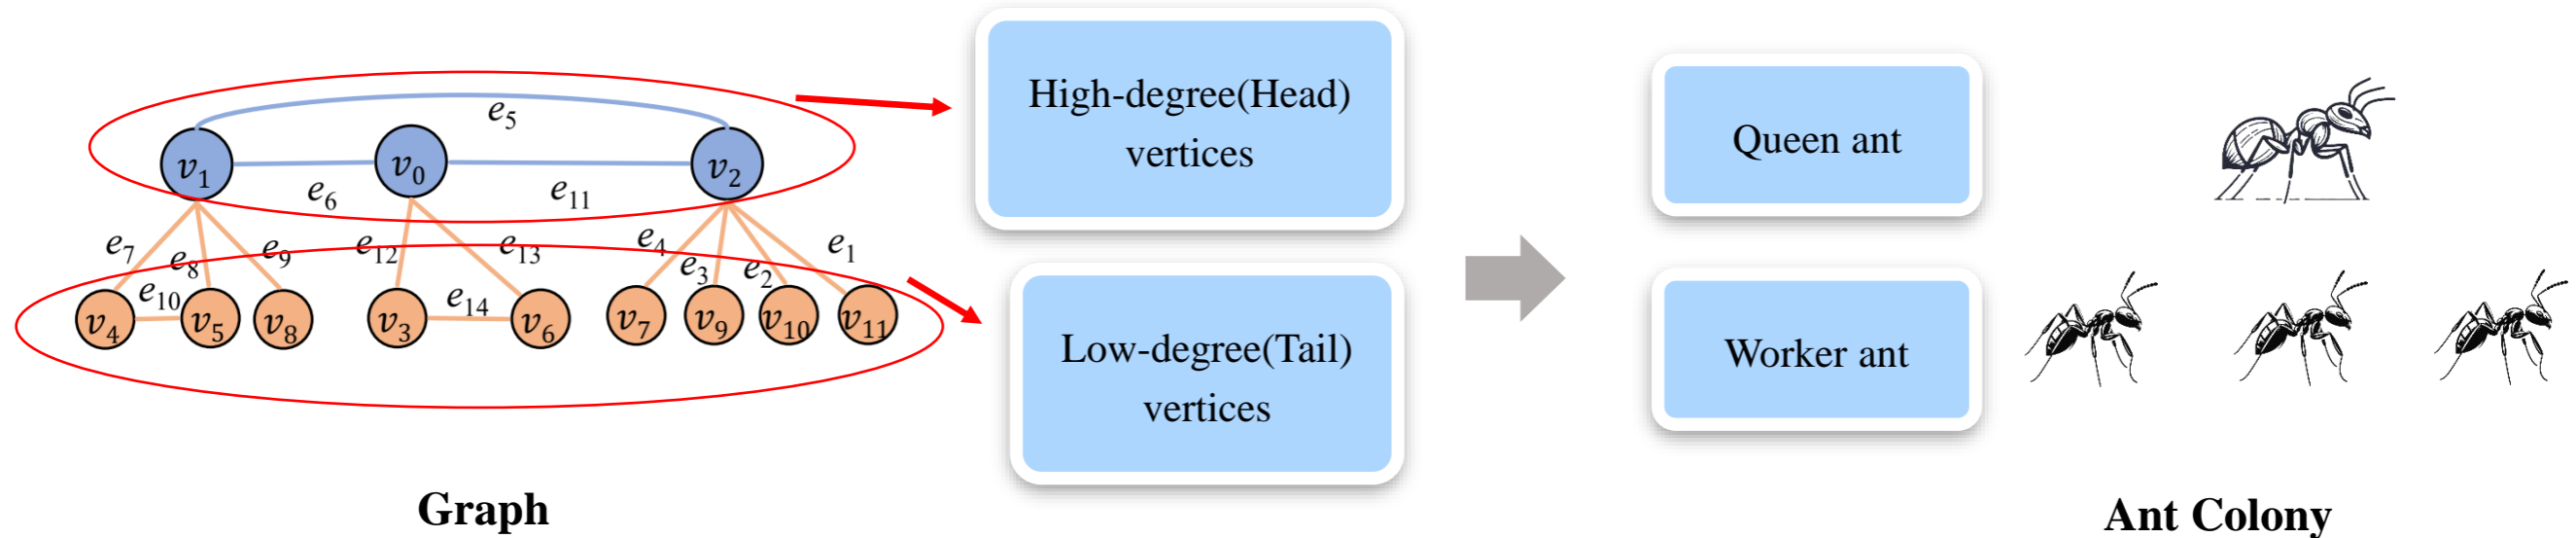 e5
v1 v0 v2
e6 e11
e7 e8 e9 e12 e13 e4 e3 e2 e1
e10 e14
v4 v5 v8 v3 v6 v7 v9 v10 v11
Graph
High-degree(Head)
vertices
Low-degree(Tail)
vertices
Queen ant
Worker ant
Ant Colony